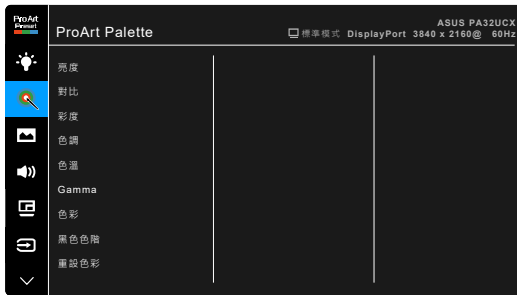 ProArt
Preset
ProArt Palette
ASUS PA32UCX
標準模式 DisplayPort 3840 x 2160@ 60Hz
亮度
對比
彩度
色調
色溫
Gamma
色彩
黑色色階
重設色彩